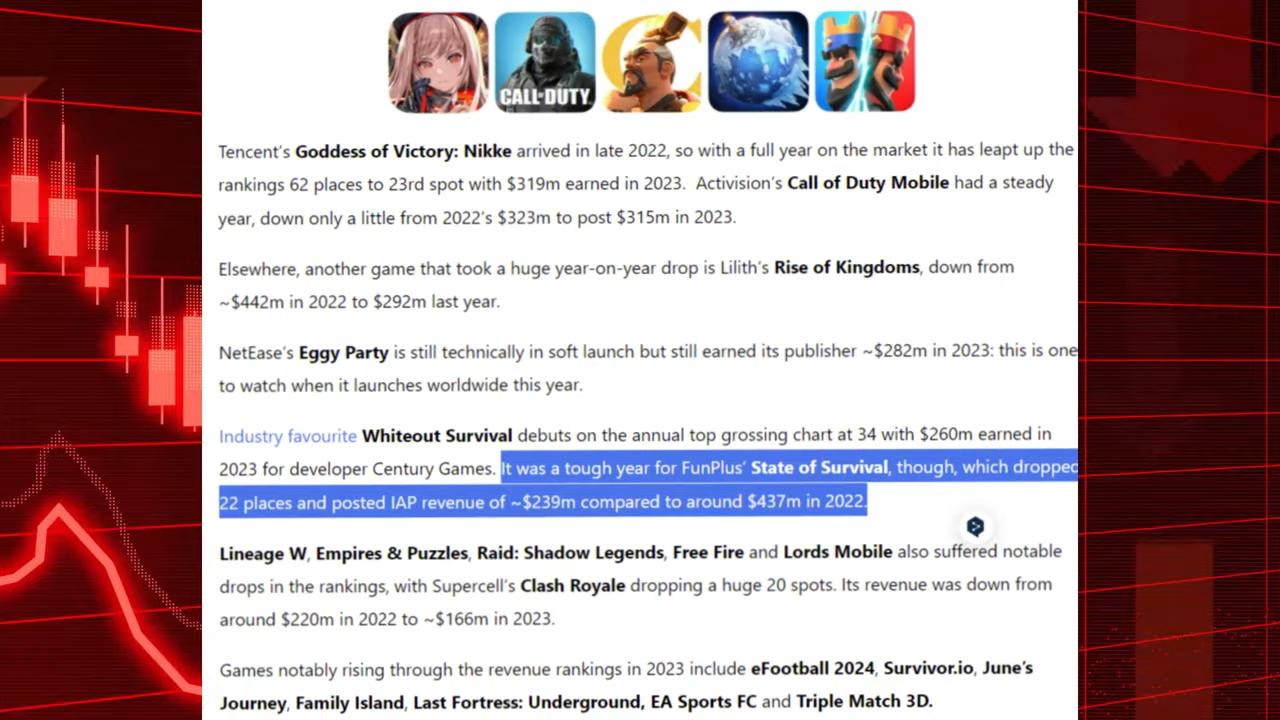 CALL OF DUTY
Tencent's Goddess of Victory: Nikke arrived in late 2022, so with a full year on the market it has leapt up the
rankings 62 places to 23rd spot with $319m earned in 2023. Activision's Call of Duty Mobile had a steady
year, down only a little from 2022's $323m to post $315m in 2023.
Elsewhere, another game that took a huge year-on-year drop is Lilith's Rise of Kingdoms, down from
~$442m in 2022 to $292m last year.
NetEase's Eggy Party is still technically in soft launch but still earned its publisher ~$282m in 2023: this is one
to watch when it launches worldwide this year.
Industry favourite Whiteout Survival debuts on the annual top grossing chart at 34 with $260m earned in
2023 for developer Century Games. It was a tough year for FunPlus' State of Survival, though, which dropped
22 places and posted IAP revenue of ~$239m compared to around $437m in 2022.
Lineage W, Empires & Puzzles, Raid: Shadow Legends, Free Fire and Lords Mobile also suffered notable
drops in the rankings, with Supercell's Clash Royale dropping a huge 20 spots. Its revenue was down from
around $220m in 2022 to ~$166m in 2023.
Games notably rising through the revenue rankings in 2023 include eFootball 2024, Survivor.io, June's
Journey, Family Island, Last Fortress: Underground, EA Sports FC and Triple Match 3D.